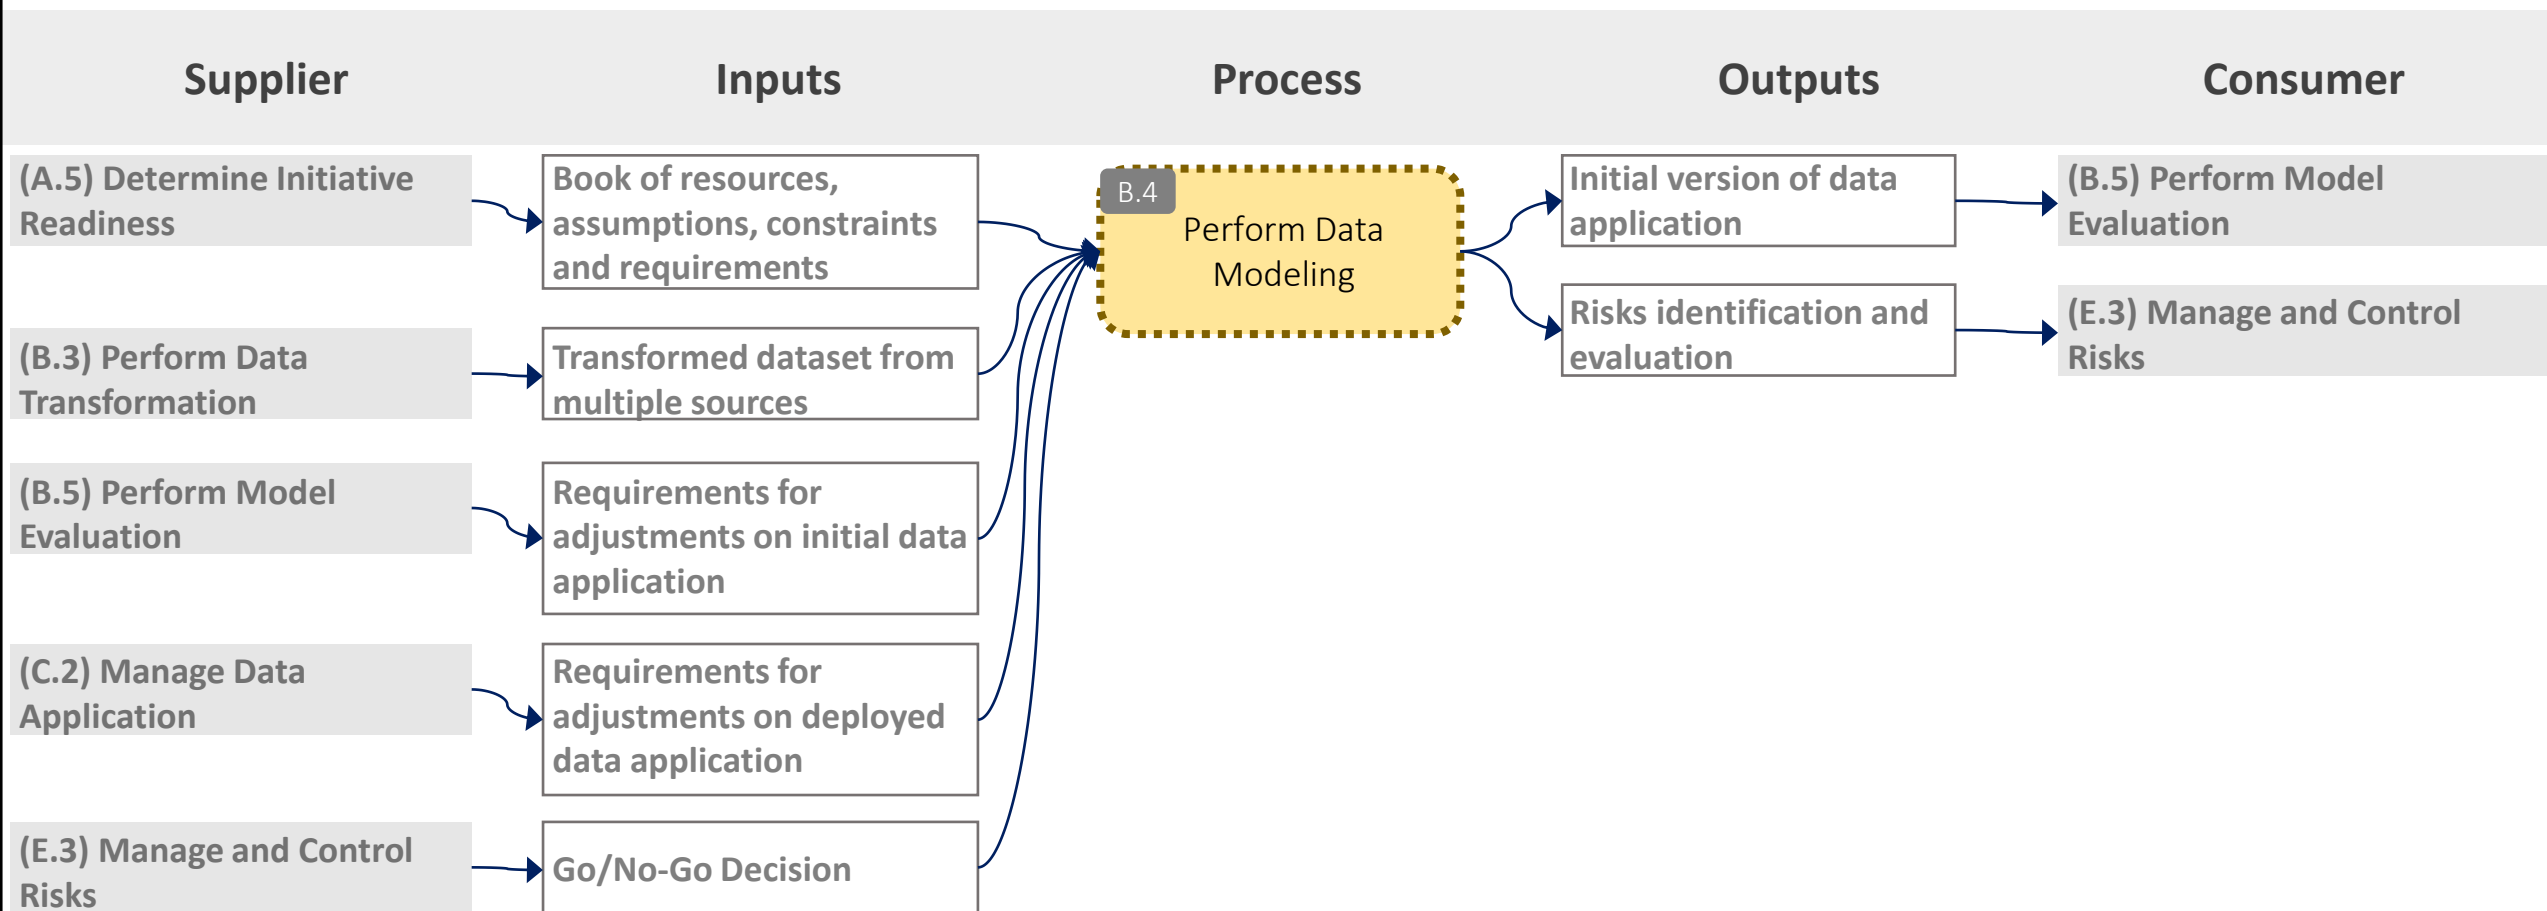 Supplier
Inputs
Process
Outputs
Consumer
(A.5) Determine Initiative
Readiness
Book of resources,
assumptions, constraints
and requirements
B.4
Perform Data
Modeling
Initial version of data
application
(B.5) Perform Model
Evaluation
Risks identification and
evaluation
(E.3) Manage and Control
Risks
(B.3) Perform Data
Transformation
Transformed dataset from
multiple sources
(B.5) Perform Model
Evaluation
Requirements for
adjustments on initial data
application
(C.2) Manage Data
Application
Requirements for
adjustments on deployed
data application
(E.3) Manage and Control
Risks
Go/No-Go Decision